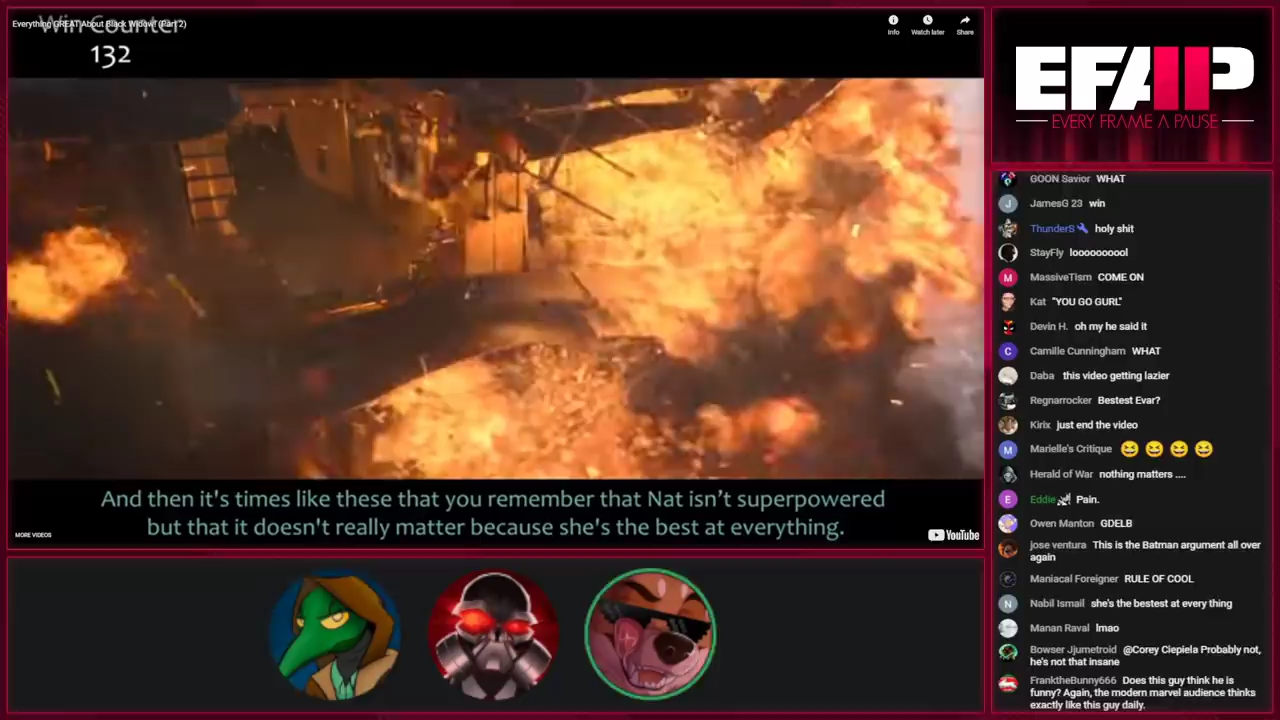 Everything GREAT About Black Widow! (Part 2)
Win Counter
132
Info
Watch later
Share
And then it's times like these that you remember that Nat isn't superpowered
but that it doesn't really matter because she's the best at everything.
MORE VIDEOS
YouTube
EFAP
EVERY FRAME A PAUSE
GOON Savior WHAT
J JamesG 23 win
ThunderS holy shit
StayFly loooooooool
M MassiveTism COME ON
Kat "YOU GO GURL"
Devin H. oh my he said it
C Camille Cunningham WHAT
Daba this video getting lazier
Regnarrocker Bestest Evar?
Kirix just end the video
M Marielle's Critique 😆 😆 😆 😆
Herald of War nothing matters ....
E Eddie Pain.
Owen Manton GDELB
jose ventura This is the Batman argument all over
again
Maniacal Foreigner RULE OF COOL
N Nabil Ismail she's the bestest at every thing
Manan Raval lmao
Bowser Jjumetroid @Corey Ciepiela Probably not,
he's not that insane
FranktheBunny666 Does this guy think he is
funny? Again, the modern marvel audience thinks
exactly like this guy daily.